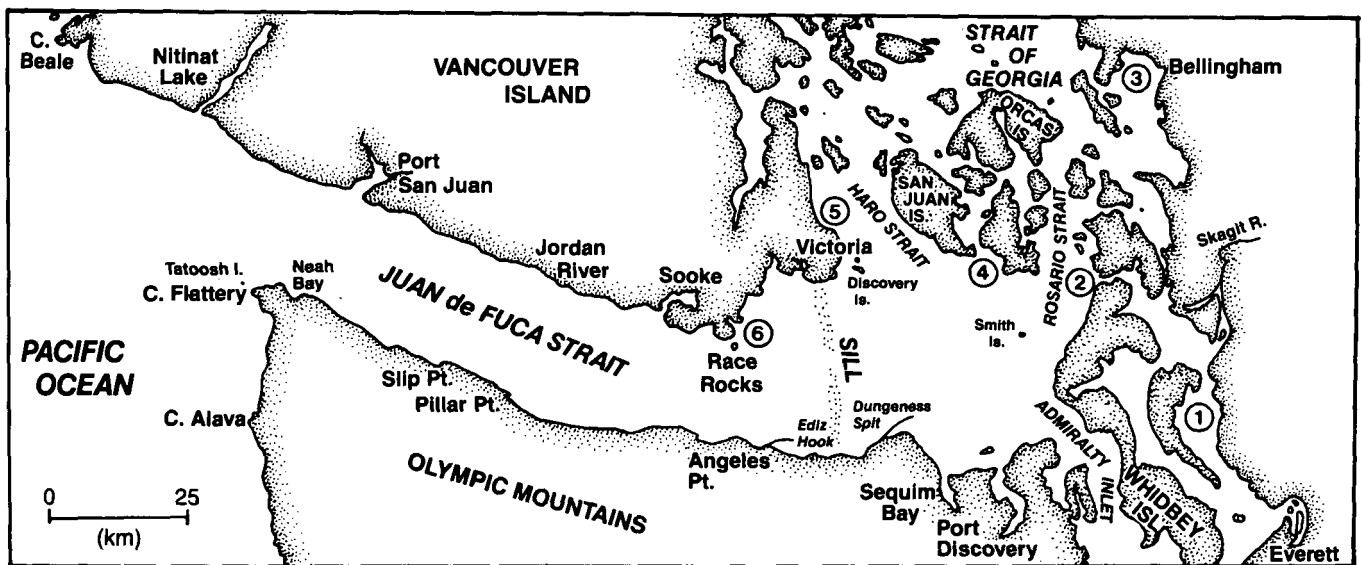 C.
Beale
Nitinat
Lake
VANCOUVER
ISLAND
STRAIT
OF
GEORGIA
3
Bellingham
ORCAS
IS.
Port
San Juan
SAN
JUAN
IS.
HARO STRAIT
5
Victoria
Discovery
Is.
4
ROSARIO STRAIT
2
Skagit R.
Jordan
River
Sooke
Tatoosh I.
C. Flattery
Neah
Bay
JUAN de FUCA STRAIT
6
Race
Rocks
SILL
Smith
Is.
PACIFIC
OCEAN
Slip Pt.
Pillar Pt.
C. Alava
Ediz
Hook
Dungeness
Spit
ADMIRALTY
INLET
1
Angeles
Pt.
OLYMPIC MOUNTAINS
Sequim
Bay
Port
Discovery
WHIDBEY
ISL.
Everett
0 25
(km)